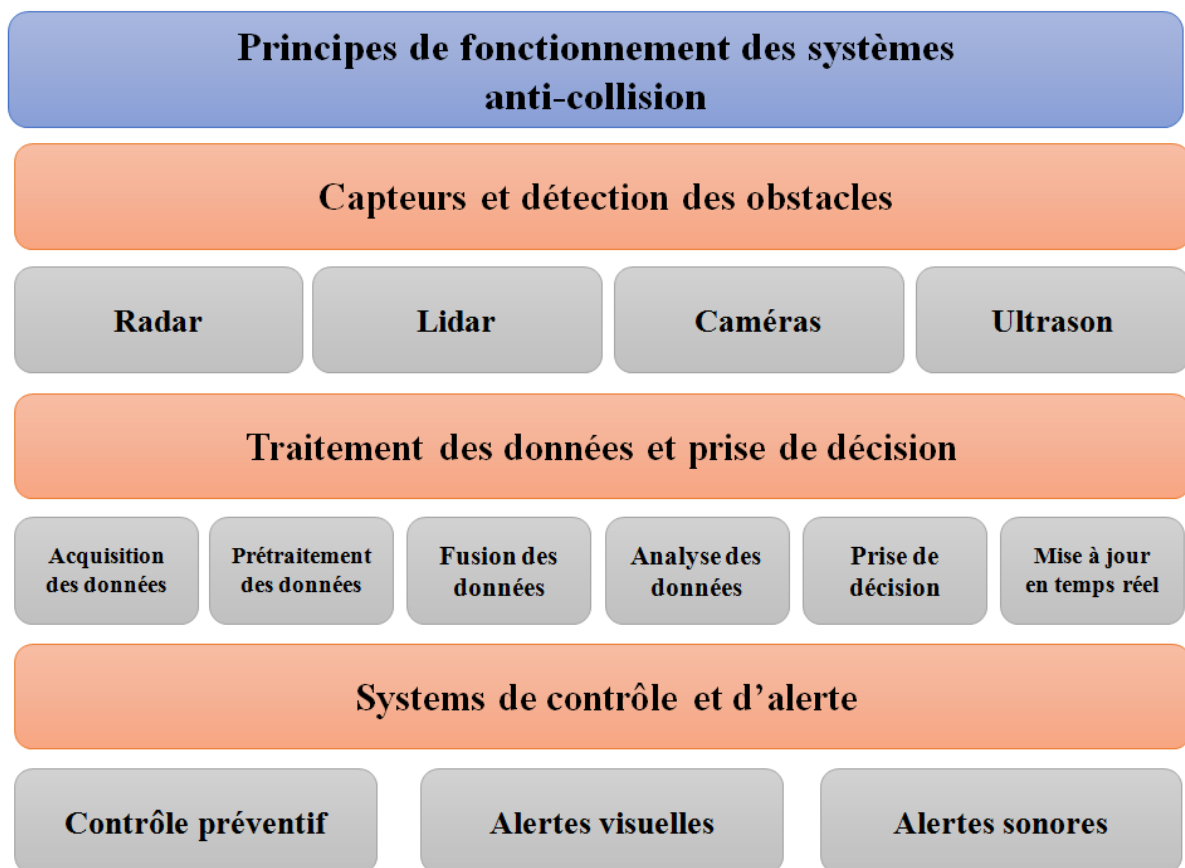 Principes de fonctionnement des systèmes
anti-collision
Capteurs et détection des obstacles
Radar
Lidar
Caméras
Ultrason
Traitement des données et prise de décision
Acquisition
des données
Prétraitement
des données
Fusion des
données
Analyse des
données
Prise de
décision
Mise à jour
en temps réel
Systems de contrôle et d’alerte
Contrôle préventif
Alertes visuelles
Alertes sonores